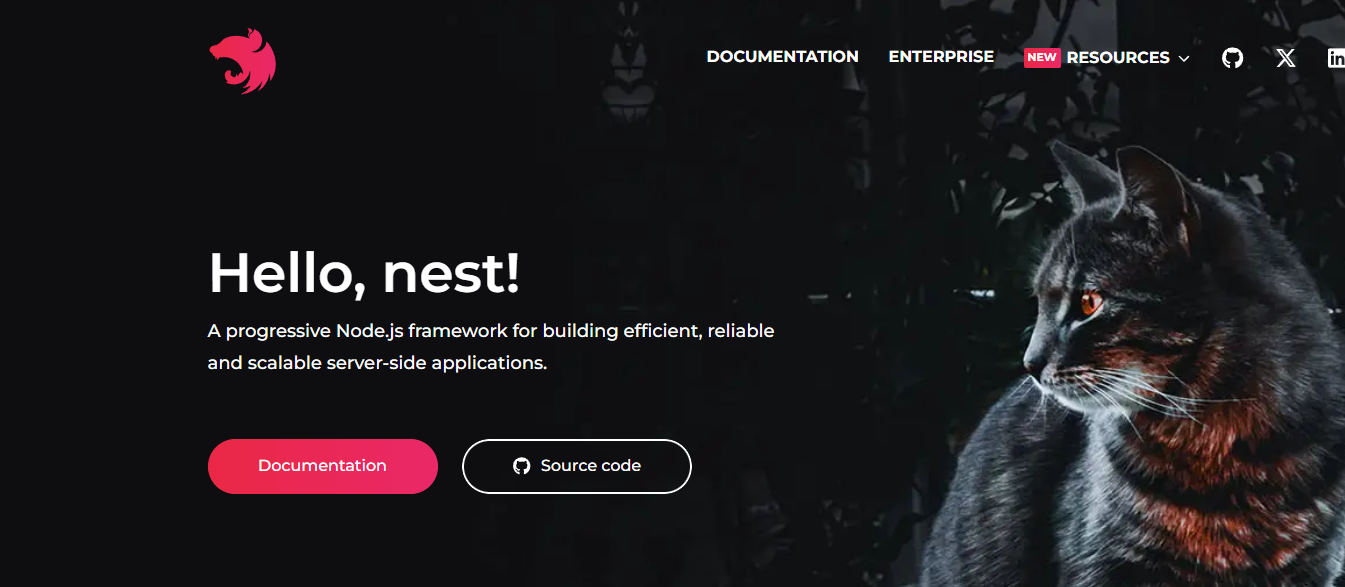 DOCUMENTATION ENTERPRISE NEW RESOURCES
Hello, nest!
A progressive Node.js framework for building efficient, reliable
and scalable server-side applications.
Documentation Source code